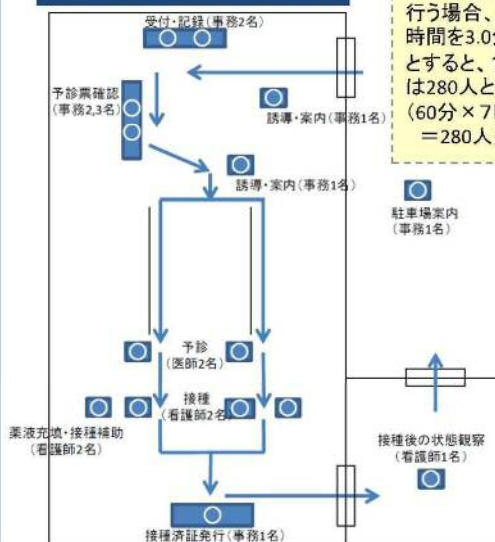 受付・記録(事務2名)
予診票確認
(事務2,3名)
誘導・案内(事務1名)
誘導・案内(事務1名)
行う場合、
時間を3.0
とすると、
は280人と
(60分×7
=280人
駐車場案内
(事務1名)
予診
(医師2名)
接種
(看護師2名)
薬液充填・接種補助
(看護師2名)
接種後の状態観察
(看護師1名)
接種済証発行(事務1名)